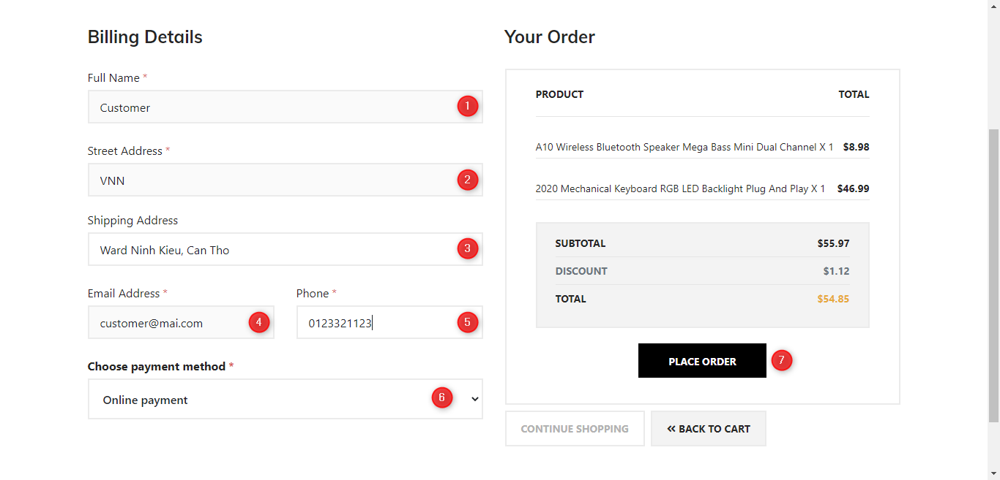 Billing Details
Full Name *
Customer
1
Street Address *
VNN
2
Shipping Address
Ward Ninh Kieu, Can Tho
3
Email Address *
customer@mai.com
4
Phone *
0123321123
5
Choose payment method *
Online payment
6
Your Order
PRODUCT TOTAL
A10 Wireless Bluetooth Speaker Mega Bass Mini Dual Channel X 1 $8.98
2020 Mechanical Keyboard RGB LED Backlight Plug And Play X 1 $46.99
SUBTOTAL $55.97
DISCOUNT $1.12
TOTAL $54.85
PLACE ORDER
7
CONTINUE SHOPPING
BACK TO CART